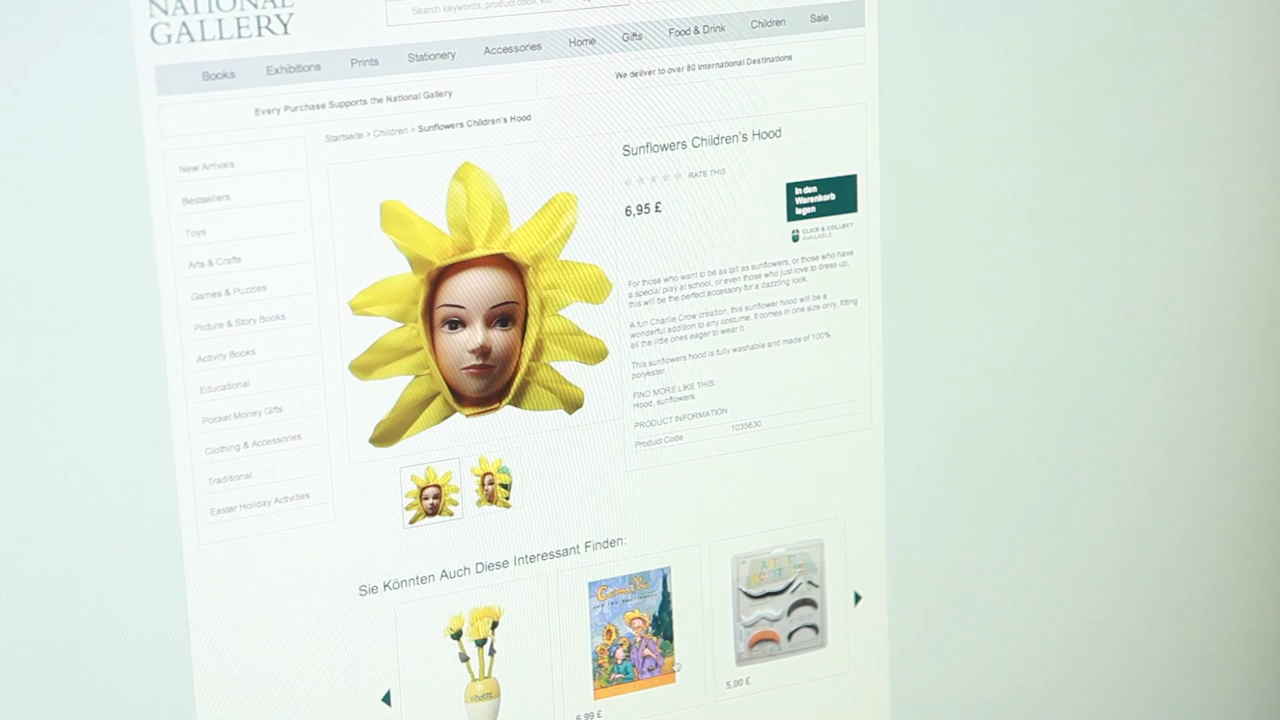 NATIONAL
GALLERY
Search keywords, product code,
Books Exhibitions Prints Stationery Accessories Home Gifts Food & Drink Children Sale
Every Purchase Supports the National Gallery
We deliver to over 80 International Destinations
Startseite > Children > Sunflowers Children's Hood
New Arrivals
Bestsellers
Toys
Arts & Crafts
Games & Puzzles
Picture & Story Books
Activity Books
Educational
Pocket Money Gifts
Clothing & Accessories
Traditional
Easter Holiday Activities
Sunflowers Children's Hood
RATE THIS
6,95 £
In den
Warenkorb
legen
CLICK & COLLECT
AVAILABLE
For those who want to be as tall as sunflowers, or those who have
a special play at school, or even those who just love to dress up,
this will be the perfect accessory for a dazzling look.
A fun Charlie Crow creation, this sunflower hood will be a
wonderful addition to any costume. It comes in one size only, fitting
all the little ones eager to wear it.
This sunflowers hood is fully washable and made of 100%
polyester.
FIND MORE LIKE THIS:
Hood, sunflowers.
PRODUCT INFORMATION
Product Code 1035630
Sie Könnten Auch Diese Interessant Finden:
Camille
6,99 £
5,00 £